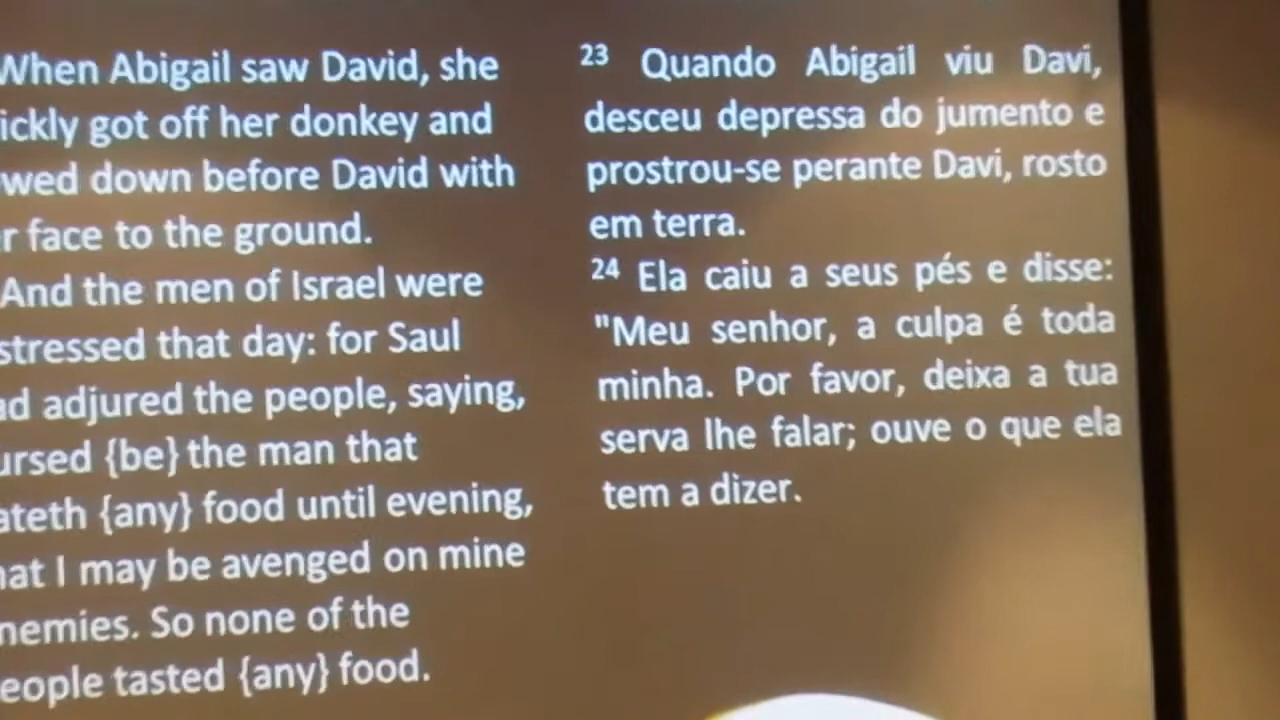 When Abigail saw David, she
ickly got off her donkey and
wed down before David with
r face to the ground.
And the men of Israel were
stressed that day: for Saul
ad adjured the people, saying,
ursed {be} the man that
ateth {any} food until evening,
hat I may be avenged on mine
nemies. So none of the
eople tasted {any} food.
23 Quando Abigail viu Davi,
desceu depressa do jumento e
prostrou-se perante Davi, rosto
em terra.
24 Ela caiu a seus pés e disse:
"Meu senhor, a culpa é toda
minha. Por favor, deixa a tua
serva lhe falar; ouve o que ela
tem a dizer.